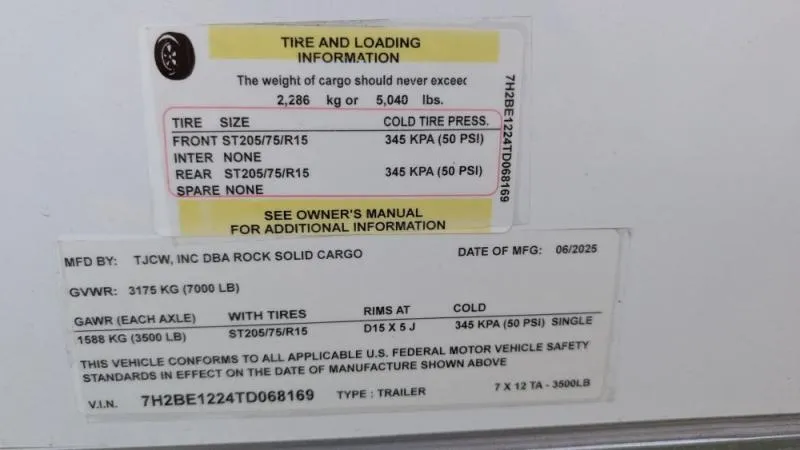 TIRE AND LOADING
INFORMATION
The weight of cargo should never exceec
2,286 kg or 5,040 lbs.
TIRE SIZE COLD TIRE PRESS.
FRONT ST205/75/R15 345 KPA (50 PSI)
INTER NONE
REAR ST205/75/R15 345 KPA (50 PSI)
SPARE NONE
SEE OWNER'S MANUAL
FOR ADDITIONAL INFORMATION
7H2BE1224TD068169
MFD BY: TJCW, INC DBA ROCK SOLID CARGO DATE OF MFG: 06/2025
GVWR: 3175 KG (7000 LB)
GAWR (EACH AXLE) WITH TIRES RIMS AT COLD
1588 KG (3500 LB) ST205/75/R15 D15 X 5 J 345 KPA (50 PSI) SINGLE
THIS VEHICLE CONFORMS TO ALL APPLICABLE U.S. FEDERAL MOTOR VEHICLE SAFETY
STANDARDS IN EFFECT ON THE DATE OF MANUFACTURE SHOWN ABOVE
V.I.N. 7H2BE1224TD068169 TYPE : TRAILER 7 X 12 TA - 3500LB